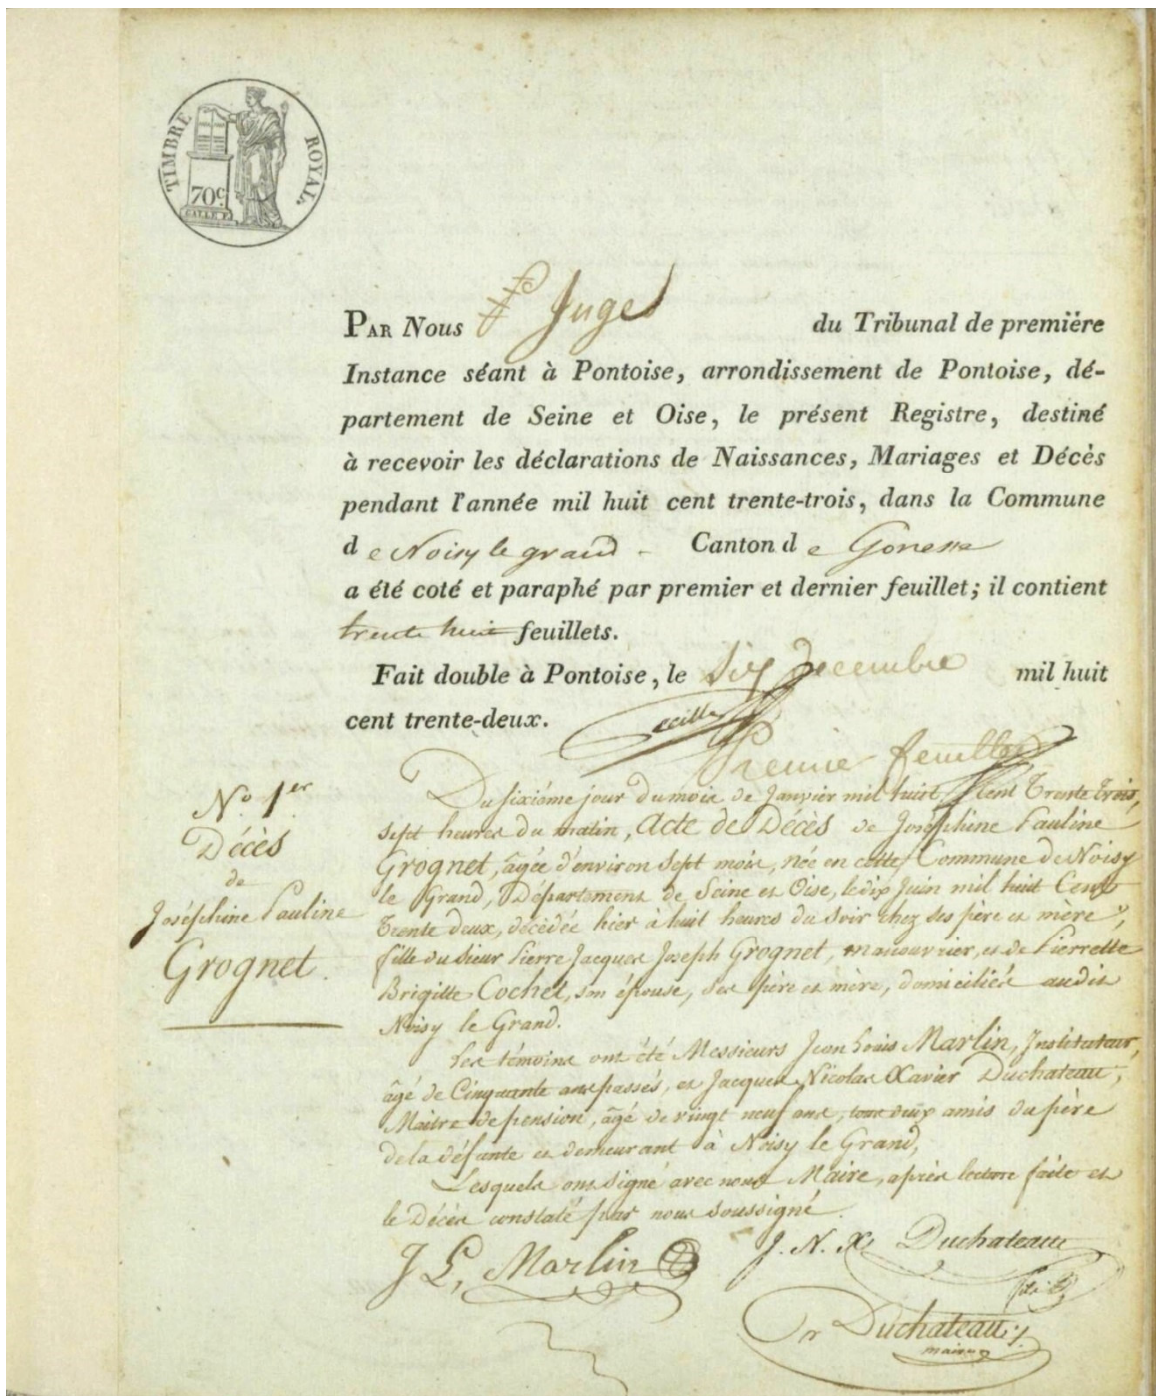 TIMBRE ROYAL.
70c.
PAR Nous Juge du Tribunal de premiére
Instance séant à Pontoise, arrondissement de Pontoise, dé-
partement de Seine et Oise, le présent Registre, destiné
à recevoir les déclarations de Naissances, Mariages et Décès
pendant l'année mil huit cent trente-trois, dans la Commune
de Noisy le grand - Canton de Gonesse
a été coté et paraphé par premier et dernier feuillet; il contient
trente huit feuillets.
Fait double à Pontoise, le Dix Decembre mil huit
cent trente-deux.
Premier feuillet
N.º 1.er
Décès
de
Joséphine Pauline
Grognet.
Du sixième jour du mois de Janvier mil huit Cent Trente trois,
sept heures du matin, Acte de Décès de Joséphine Pauline
Grognet, âgée d'environ sept mois, née en cette Commune de Noisy
le Grand, Département de Seine et Oise, le dix Juin mil huit Cent
Trente deux, décédée hier à huit heures du soir chez ses père et mère,
fille du sieur Pierre Jacques Joseph Grognet, manouvrier, et de Pierrette
Brigitte Cochet, son épouse, ses père et mère, domiciliés audit
Noisy le Grand.
Les témoins ont été Messieurs Jean Louis Marlin, Instituteur,
âgé de Cinquante ans passés, et Jacques Nicolas Xavier Duchateau,
Maitre de pension, âgé de vingt neuf ans, tous deux amis du père
de la défunte et demeurant à Noisy le Grand,
Lesquels ont signé avec nous Maire, après lecture faite et
le Décès constaté par nous soussigné.
J L, Marlin J. N. X. Duchateau
Duchateau
maire